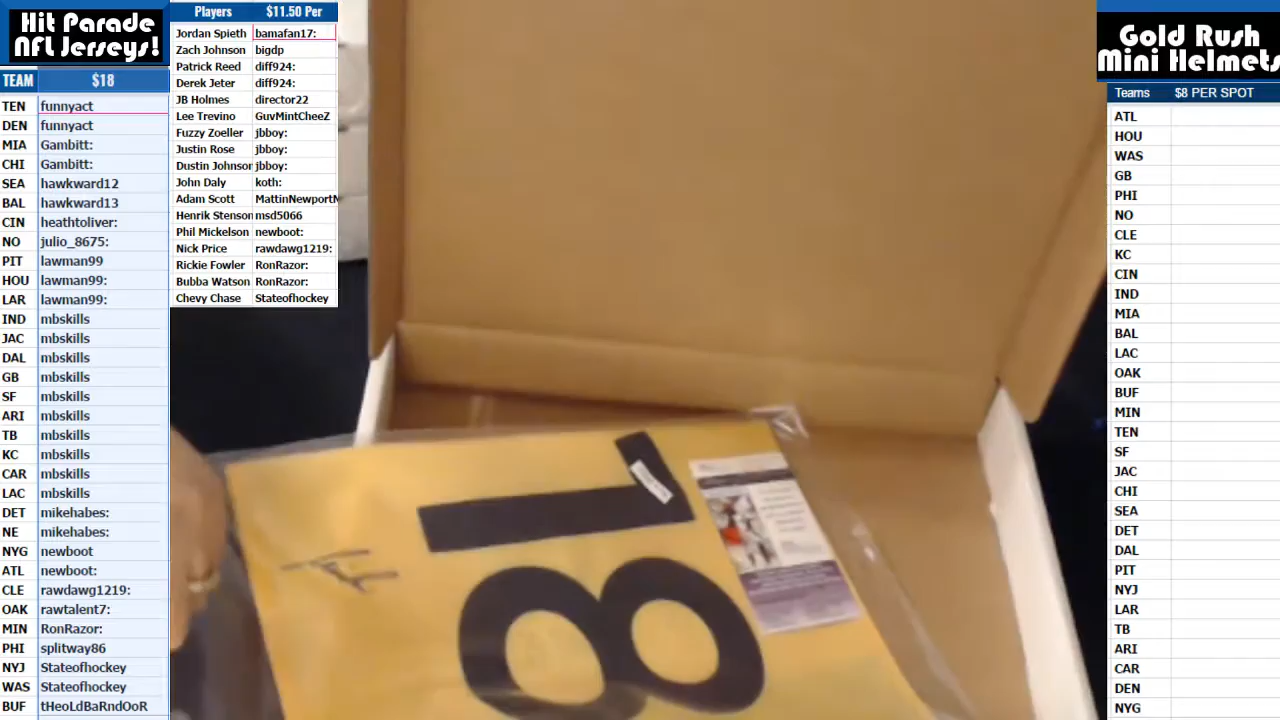 Hit Parade
NFL Jerseys!
TEAM $18
TEN funnyact
DEN funnyact
MIA Gambitt:
CHI Gambitt:
SEA hawkward12
BAL hawkward13
CIN heathtoliver:
NO julio_8675:
PIT lawman99
HOU lawman99:
LAR lawman99:
IND mbskills
JAC mbskills
DAL mbskills
GB mbskills
SF mbskills
ARI mbskills
TB mbskills
KC mbskills
CAR mbskills
LAC mbskills
DET mikehabes:
NE mikehabes:
NYG newboot
ATL newboot:
CLE rawdawg1219:
OAK rawtalent7:
MIN RonRazor:
PHI splitway86
NYJ Stateofhockey
WAS Stateofhockey
BUF tHeoLdBaRndOoR
Players $11.50 Per
Jordan Spieth bamafan17:
Zach Johnson bigdp
Patrick Reed diff924:
Derek Jeter diff924:
JB Holmes director22
Lee Trevino GuvMintCheeZ
Fuzzy Zoeller jbboy:
Justin Rose jbboy:
Dustin Johnson jbboy:
John Daly koth:
Adam Scott MattinNewportN
Henrik Stenson msd5066
Phil Mickelson newboot:
Nick Price rawdawg1219:
Rickie Fowler RonRazor:
Bubba Watson RonRazor:
Chevy Chase Stateofhockey
18
Gold Rush
Mini Helmets
Teams $8 PER SPOT
ATL
HOU
WAS
GB
PHI
NO
CLE
KC
CIN
IND
MIA
BAL
LAC
OAK
BUF
MIN
TEN
SF
JAC
CHI
SEA
DET
DAL
PIT
NYJ
LAR
TB
ARI
CAR
DEN
NYG